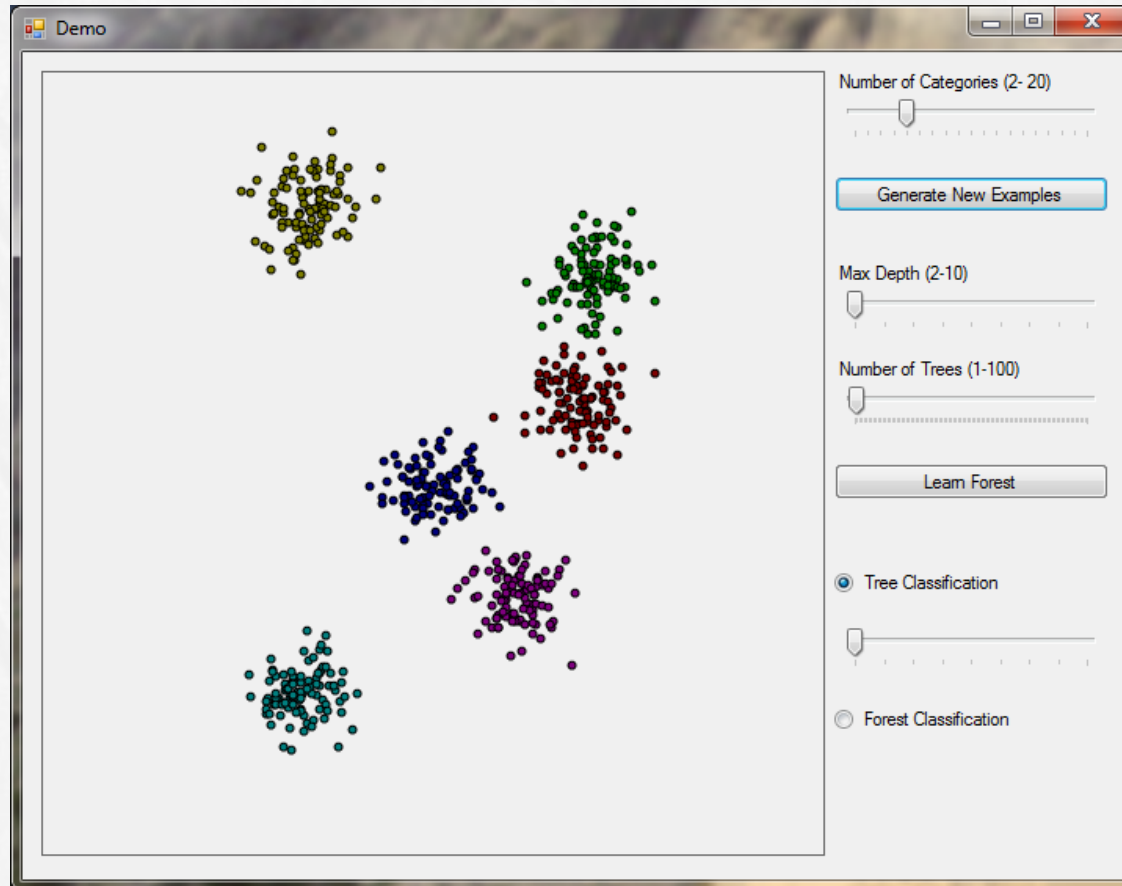 Demo
Number of Categories (2- 20)
Generate New Examples
Max Depth (2-10)
Number of Trees (1-100)
Learn Forest
Tree Classification
Forest Classification